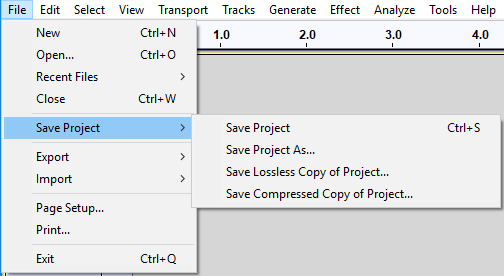 File Edit Select View Transport Tracks Generate Effect Analyze Tools Help
1.0 2.0 3.0 4.0
New Ctrl+N
Open... Ctrl+O
Recent Files
Close Ctrl+W
Save Project
Save Project Ctrl+S
Save Project As...
Save Lossless Copy of Project...
Save Compressed Copy of Project...
Export
Import
Page Setup...
Print...
Exit Ctrl+Q